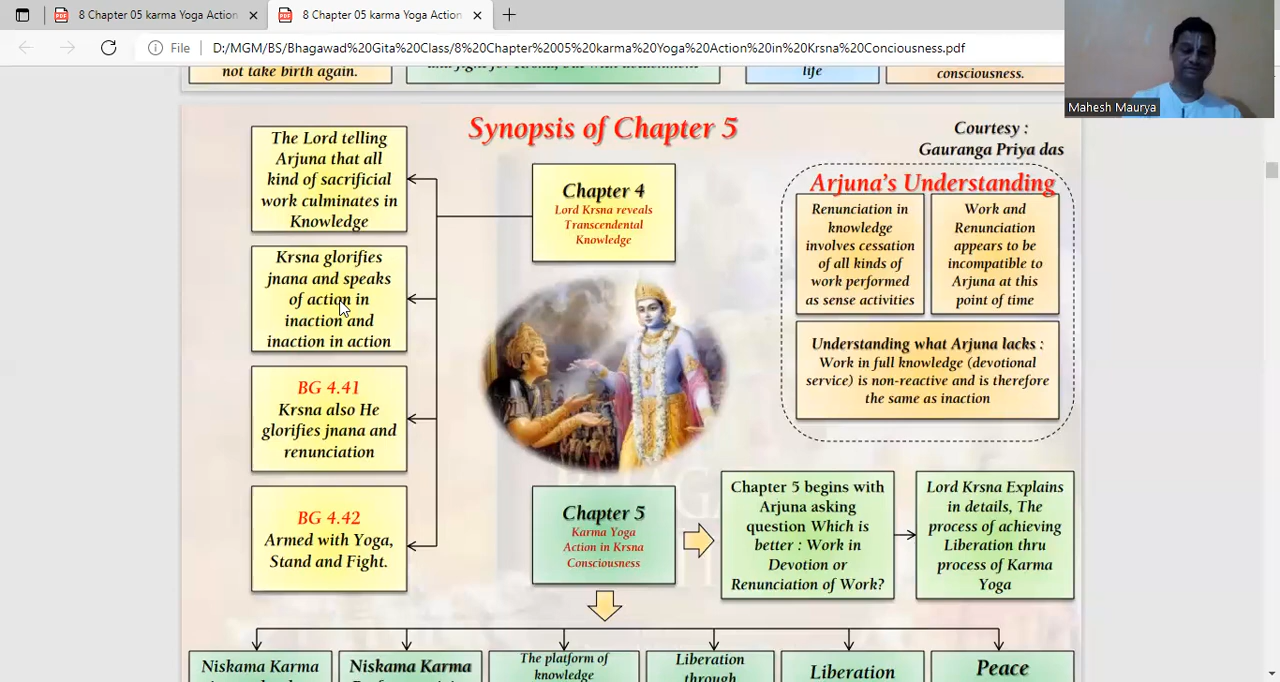 8 Chapter 05 karma Yoga Action
8 Chapter 05 karma Yoga Action
File
D:/MGM/BS/Bhagawad%20Gita%20Class/8%20Chapter%2005%20karma%20Yoga%20Action%20in%20Krsna%20Conciousness.pdf
Mahesh Maurya
not take birth again.
life
consciousness.
Synopsis of Chapter 5
Courtesy :
Gauranga Priya das
The Lord telling
Arjuna that all
kind of sacrificial
work culminates in
Knowledge
Krsna glorifies
jnana and speaks
of action in
inaction and
inaction in action
BG 4.41
Krsna also He
glorifies jnana and
renunciation
BG 4.42
Armed with Yoga,
Stand and Fight.
Chapter 4
Lord Krsna reveals
Transcendental
Knowledge
Arjuna's Understanding
Renunciation in
knowledge
involves cessation
of all kinds of
work performed
as sense activities
Work and
Renunciation
appears to be
incompatible to
Arjuna at this
point of time
Understanding what Arjuna lacks :
Work in full knowledge (devotional
service) is non-reactive and is therefore
the same as inaction
Chapter 5
Karma Yoga
Action in Krsna
Consciousness
Chapter 5 begins with
Arjuna asking
question Which is
better : Work in
Devotion or
Renunciation of Work?
Lord Krsna Explains
in details, The
process of achieving
Liberation thru
process of Karma
Yoga
Niskama Karma
Niskama Karma
The platform of
knowledge
Liberation
through
Liberation
Peace